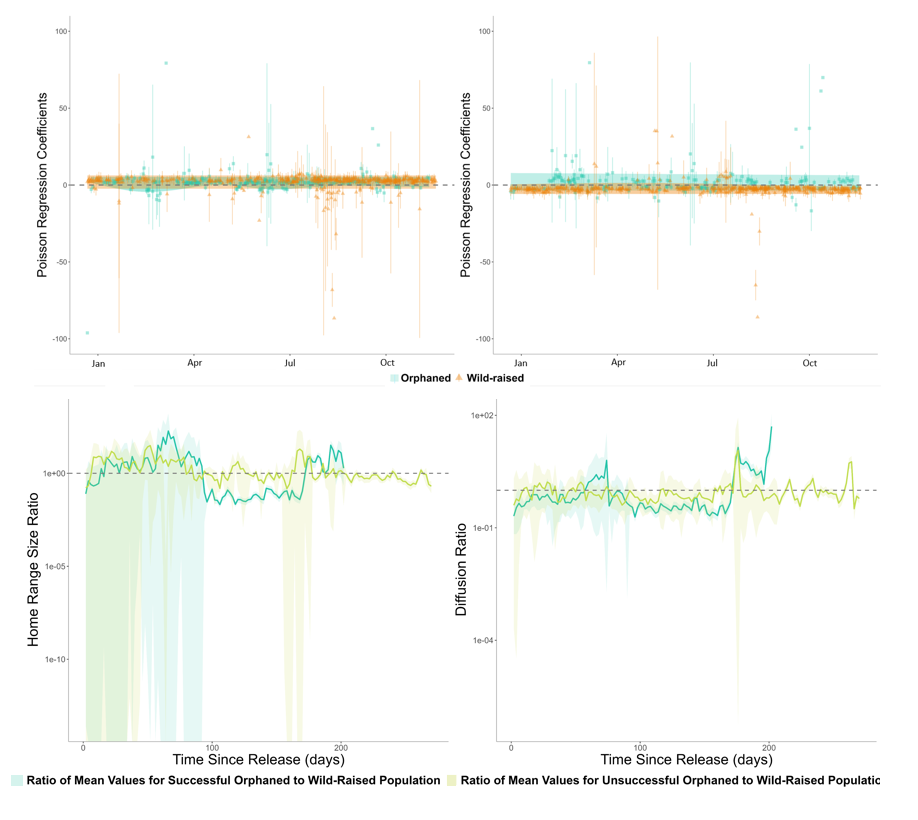 100
50
0
-50
-100
Poisson Regression Coefficients
Jan
Apr
Jul
Oct
100
50
0
-50
-100
Poisson Regression Coefficients
Jan
Apr
Jul
Oct
Orphaned
Wild-raised
1e+00
1e-05
1e-10
Home Range Size Ratio
0
100
200
Time Since Release (days)
1e+02
1e-01
1e-04
Diffusion Ratio
0
100
200
Time Since Release (days)
Ratio of Mean Values for Successful Orphaned to Wild-Raised Population
Ratio of Mean Values for Unsuccessful Orphaned to Wild-Raised Populatic